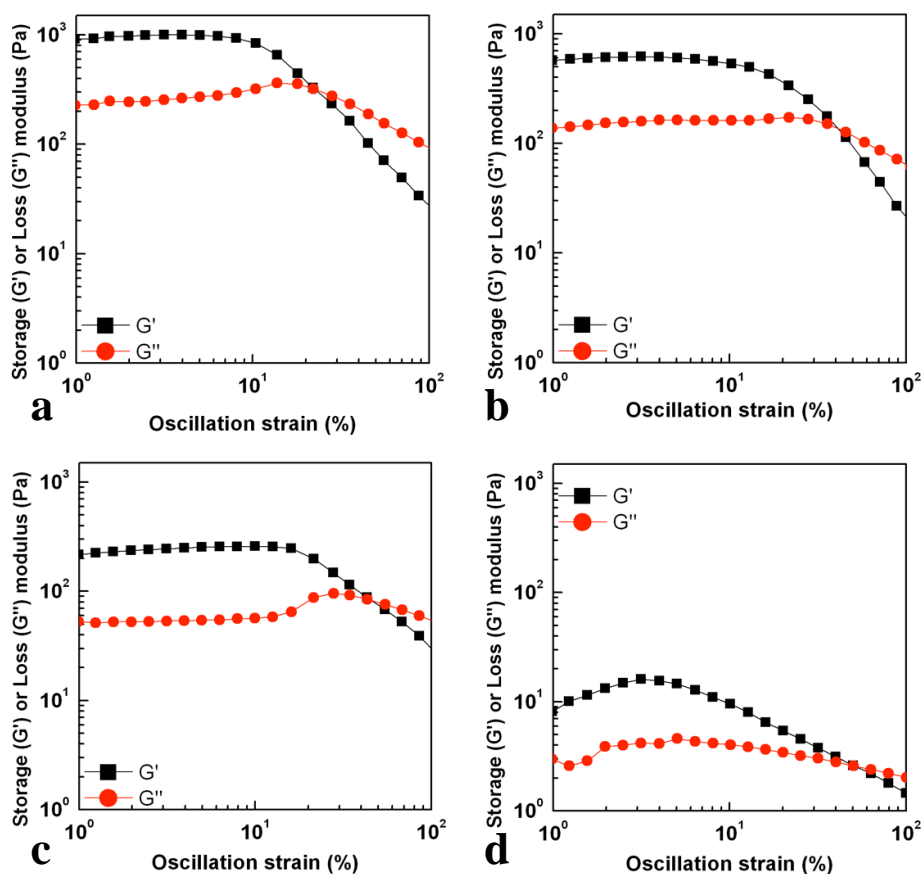 Storage (G') or Loss (G'') modulus (Pa)
10³
10²
10¹
10⁰
G'
G''
10⁰ 10¹ 10²
Oscillation strain (%)
a
Storage (G') or Loss (G'') modulus (Pa)
10³
10²
10¹
10⁰
G'
G''
10⁰ 10¹ 10²
Oscillation strain (%)
b
Storage (G') or Loss (G'') modulus (Pa)
10³
10²
10¹
10⁰
G'
G''
10⁰ 10¹ 10²
Oscillation strain (%)
c
Storage (G') or Loss (G'') modulus (Pa)
10³
10²
10¹
10⁰
G'
G''
10⁰ 10¹ 10²
Oscillation strain (%)
d